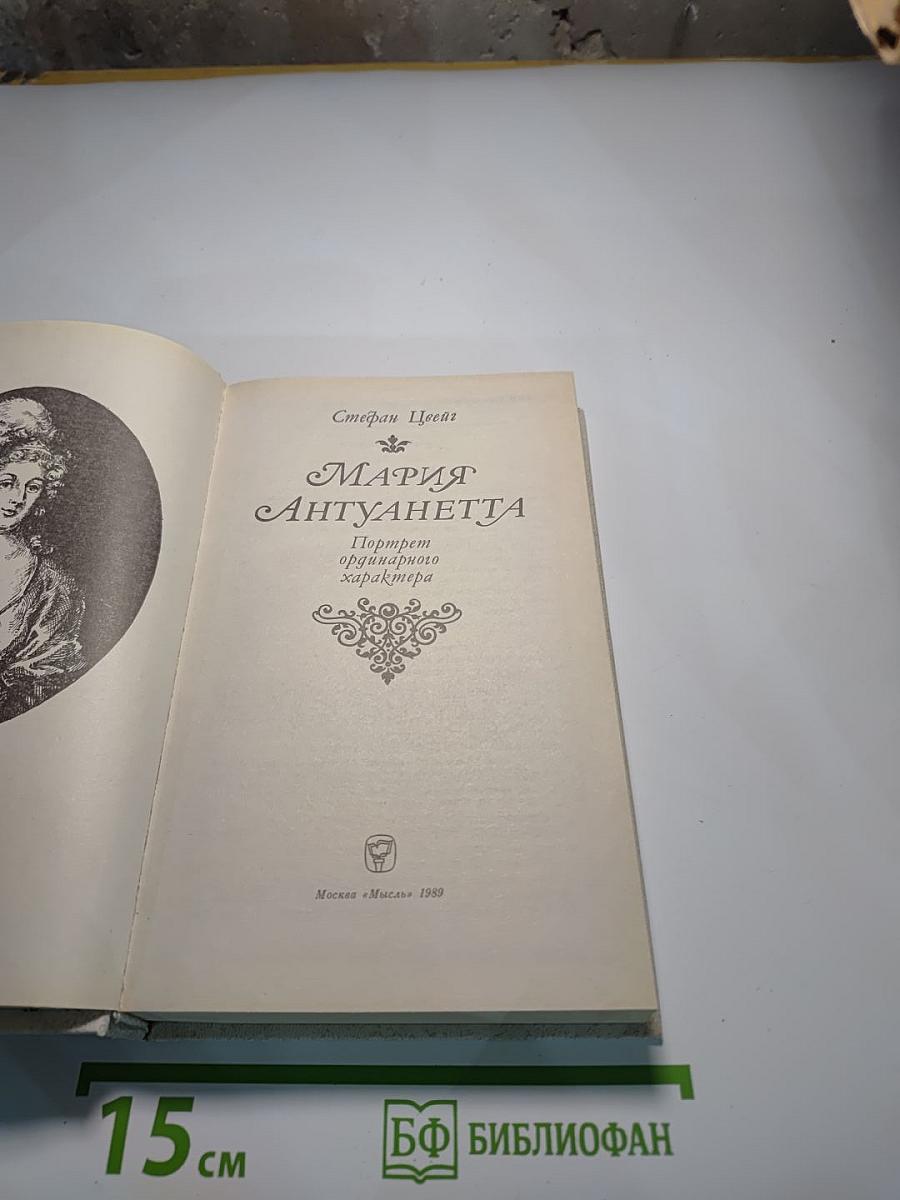 Стефан Цвейг
МАРИЯ
АНТУАНЕТТА
Портрет
ординарного
характера
Москва «Мысль» 1989
15 см
БФ БИБЛИОФАН